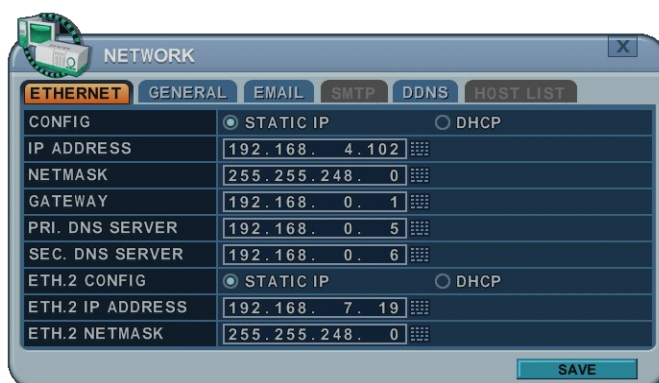 NETWORK X
ETHERNET GENERAL EMAIL SMTP DDNS HOST LIST
CONFIG STATIC IP DHCP
IP ADDRESS 192.168. 4.102
NETMASK 255.255.248. 0
GATEWAY 192.168. 0. 1
PRI. DNS SERVER 192.168. 0. 5
SEC. DNS SERVER 192.168. 0. 6
ETH.2 CONFIG STATIC IP DHCP
ETH.2 IP ADDRESS 192.168. 7. 19
ETH.2 NETMASK 255.255.248. 0
SAVE